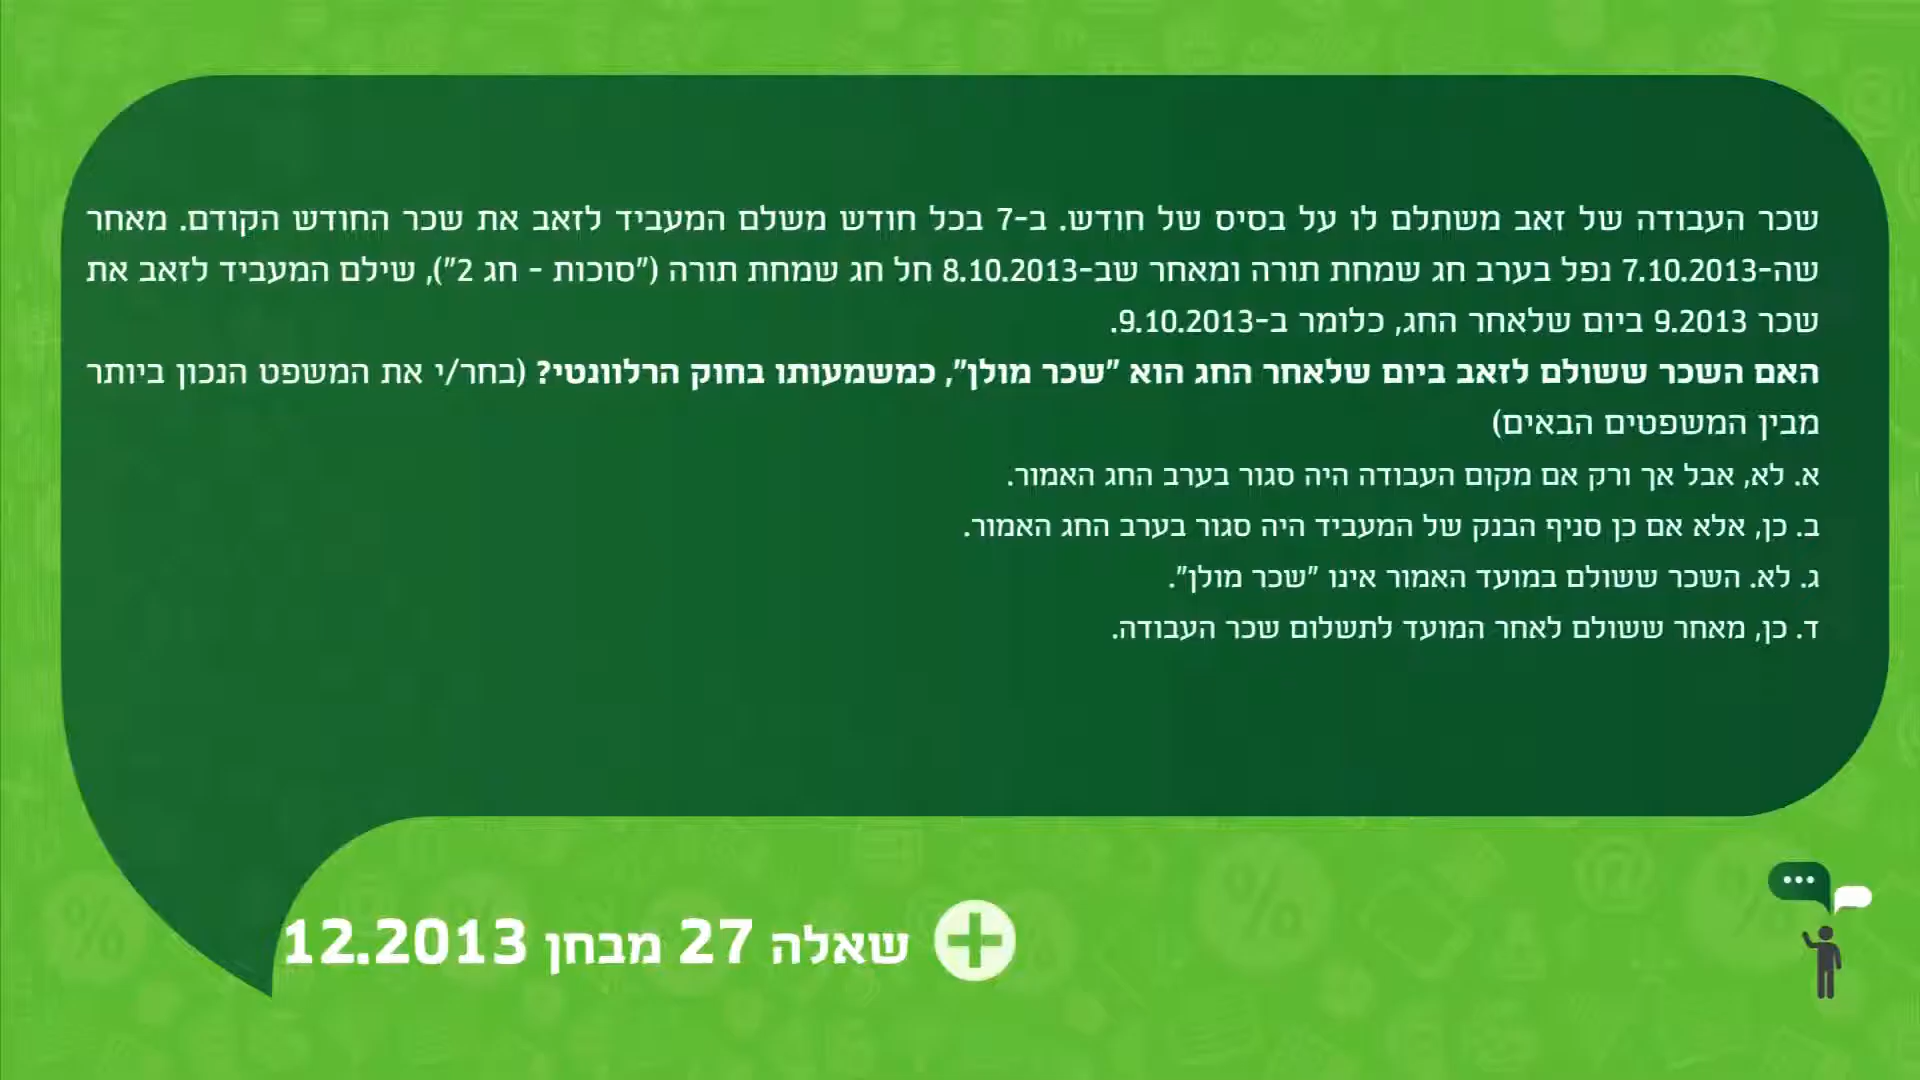 שכר העבודה של זאב משתלם לו על בסיס של חודש. ב-7 בכל חודש משלם המעביד לזאב את שכר החודש הקודם. מאחר
שה-7.10.2013 נפל בערב חג שמחת תורה ומאחר שב-8.10.2013 חל חג שמחת תורה ("סוכות - חג 2"), שילם המעביד לזאב את
שכר 9.2013 ביום שלאחר החג, כלומר ב-9.10.2013.
האם השכר ששולם לזאב ביום שלאחר החג הוא "שכר מולן", כמשמעותו בחוק הרלוונטי? (בחר/י את המשפט הנכון ביותר
מבין המשפטים הבאים)
א. לא, אבל אך ורק אם מקום העבודה היה סגור בערב החג האמור.
ב. כן, אלא אם כן סניף הבנק של המעביד היה סגור בערב החג האמור.
ג. לא. השכר ששולם במועד האמור אינו "שכר מולן".
ד. כן, מאחר ששולם לאחר המועד לתשלום שכר העבודה.
שאלה 27 מבחן 12.2013